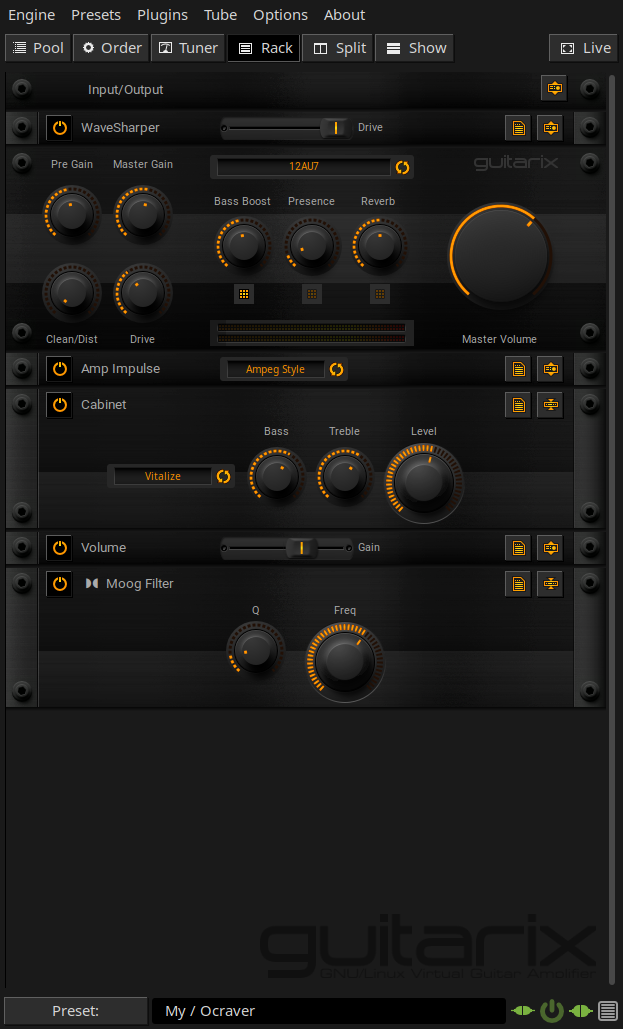 Engine Presets Plugins Tube Options About
Pool Order Tuner Rack Split Show Live
Input/Output
WaveSharper Drive
Pre Gain Master Gain 12AU7 guitarix
Bass Boost Presence Reverb
Clean/Dist Drive Master Volume
Amp Impulse Ampeg Style
Cabinet
Bass Treble Level
Vitalize
Volume Gain
Moog Filter
Q Freq
guitarix
GNU/Linux Virtual Guitar Amplifier
Preset: My / Ocraver